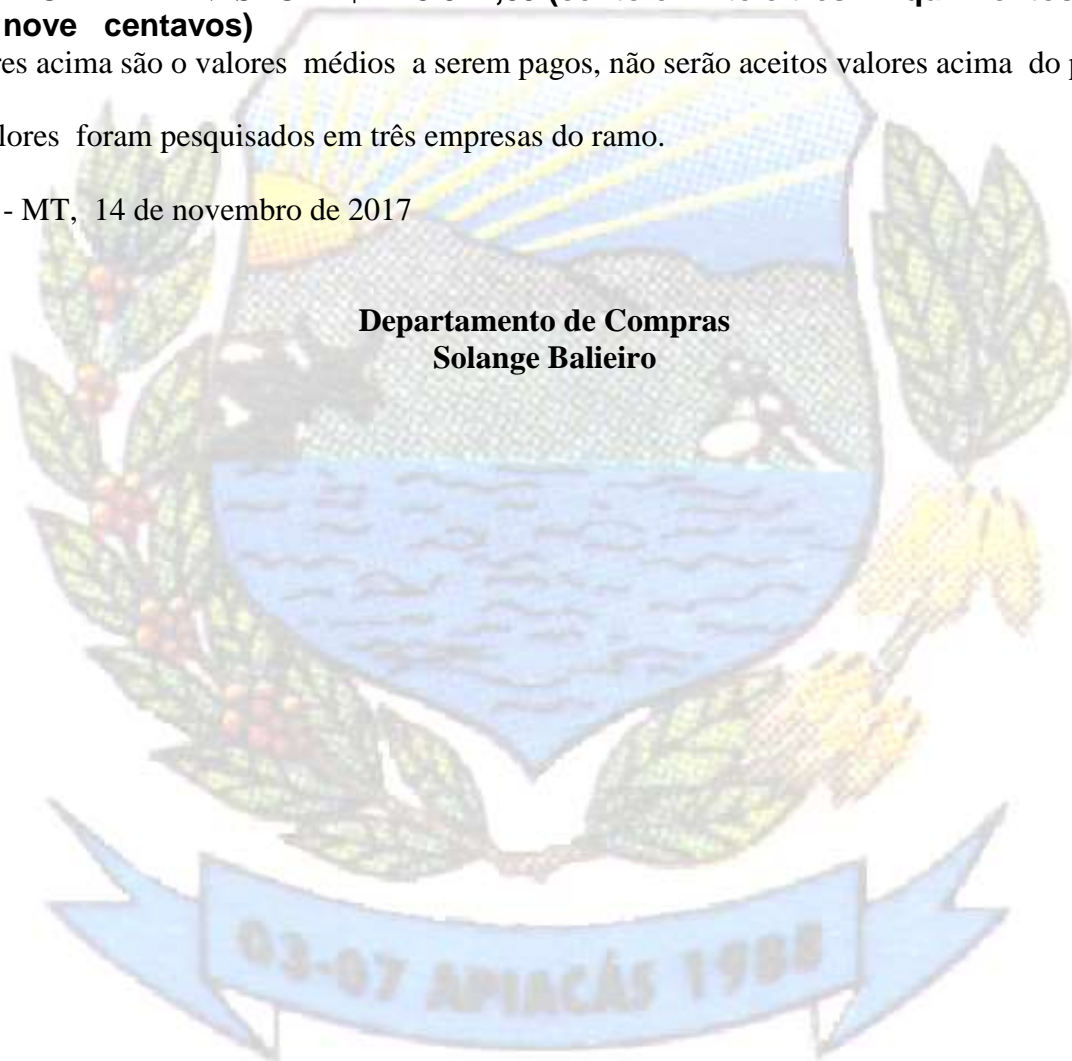 nove centavos)
res acima são o valores médios a serem pagos, não serão aceitos valores acima do
lores foram pesquisados em três empresas do ramo.
- MT, 14 de novembro de 2017
Departamento de Compras
Solange Balieiro
03-07 APIACÁS 1988